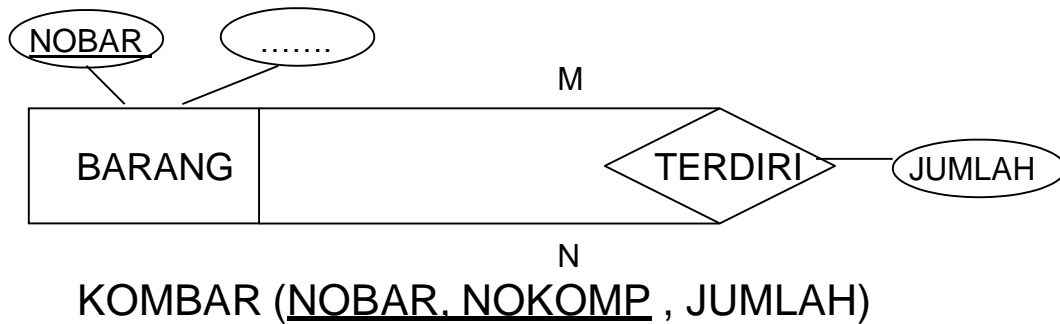 NOBAR …….
M
BARANG TERDIRI JUMLAH
N
KOMBAR (NOBAR, NOKOMP , JUMLAH)